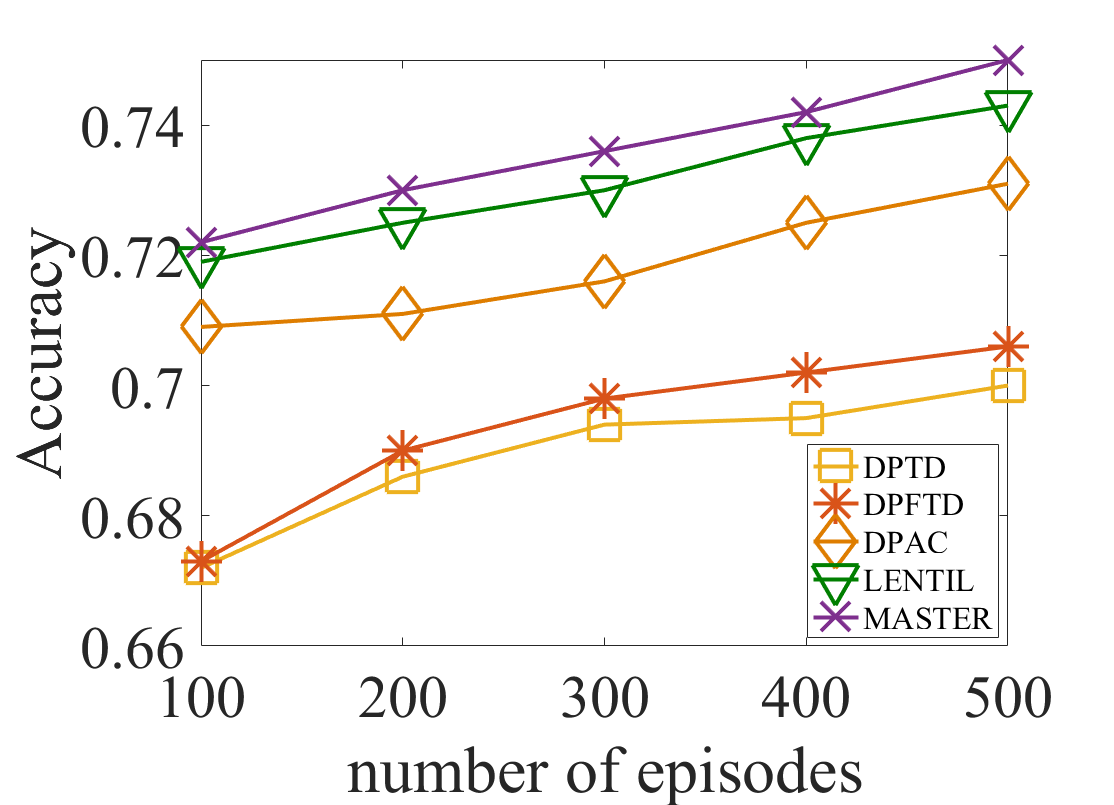 Accuracy
0.74
0.72
0.7
0.68
0.66
100 200 300 400 500
number of episodes
DPTD
DPFTD
DPAC
LENTIL
MASTER